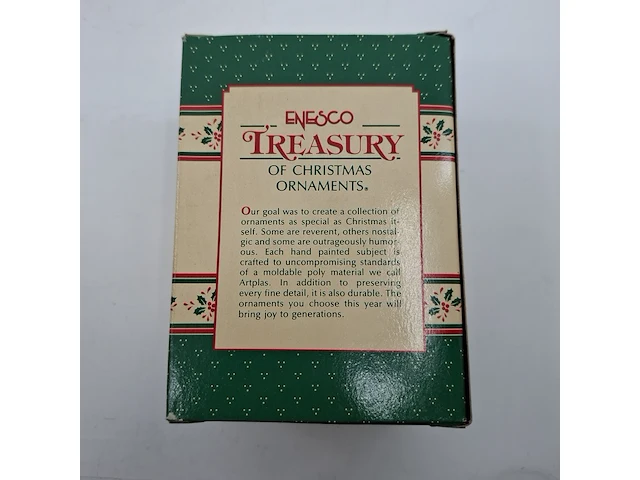 ENESCO
TREASURY
OF CHRISTMAS
ORNAMENTS®
Our goal was to create a collection of
ornaments as special as Christmas it-
self. Some are reverent, others nostal-
gic and some are outrageously humor-
ous. Each hand painted subject is
crafted to uncompromising standards
of a moldable poly material we call
Artplas. In addition to preserving
every fine detail, it is also durable. The
ornaments you choose this year will
bring joy to generations.